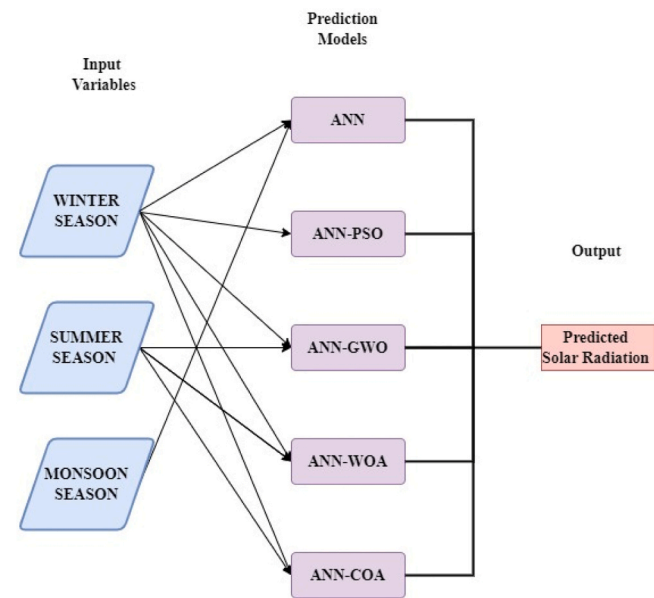 Prediction
Models
Input
Variables
ANN
WINTER
SEASON
ANN-PSO
Output
SUMMER
SEASON
ANN-GWO
Predicted
Solar Radiation
MONSOON
SEASON
ANN-WOA
ANN-COA